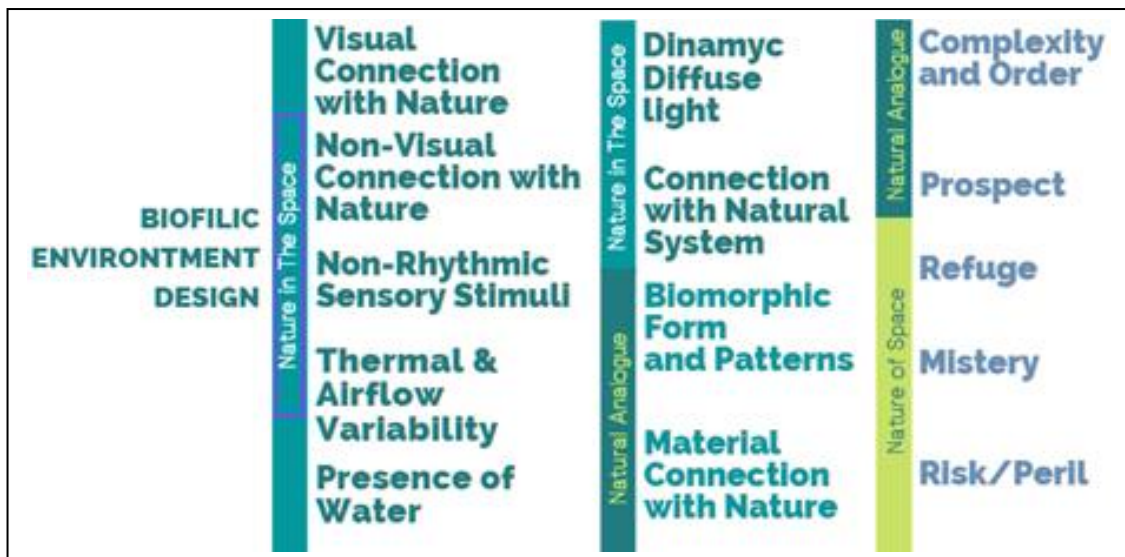 BIOFILIC
ENVIRONTMENT
DESIGN
Nature in The Space
Visual
Connection
with Nature
Non-Visual
Connection with
Nature
Non-Rhythmic
Sensory Stimuli
Thermal &
Airflow
Variability
Presence of
Water
Nature in The Space
Dinamyc
Diffuse
light
Connection
with Natural
System
Natural Analogue
Biomorphic
Form
and Patterns
Material
Connection
with Nature
Natural Analogue
Complexity
and Order
Nature of Space
Prospect
Refuge
Mistery
Risk/Peril